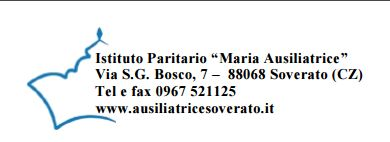 Istituto Paritario “Maria Ausiliatrice”
Via S.G. Bosco, 7 – 88068 Soverato (CZ)
Tel e fax 0967 521125
www.ausiliatricesoverato.it